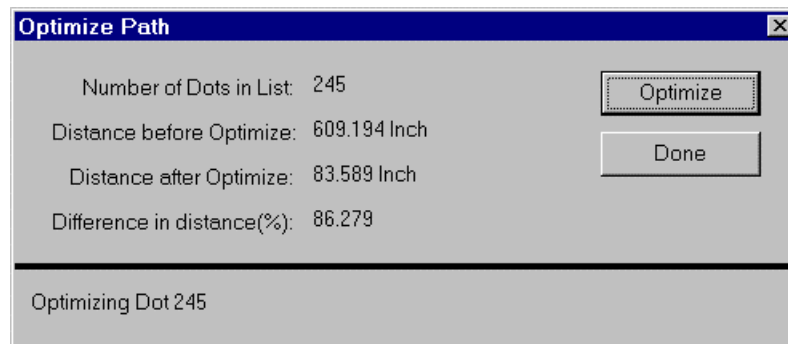 Optimize Path
Number of Dots in List: 245
Optimize
Distance before Optimize: 609.194 Inch
Done
Distance after Optimize: 83.589 Inch
Difference in distance(%): 86.279
Optimizing Dot 245